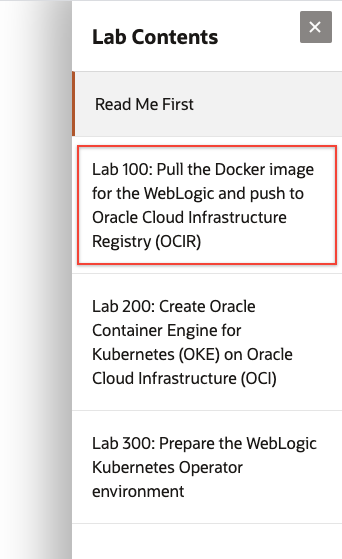 Lab Contents
Read Me First
Lab 100: Pull the Docker image
for the WebLogic and push to
Oracle Cloud Infrastructure
Registry (OCIR)
Lab 200: Create Oracle
Container Engine for
Kubernetes (OKE) on Oracle
Cloud Infrastructure (OCI)
Lab 300: Prepare the WebLogic
Kubernetes Operator
environment